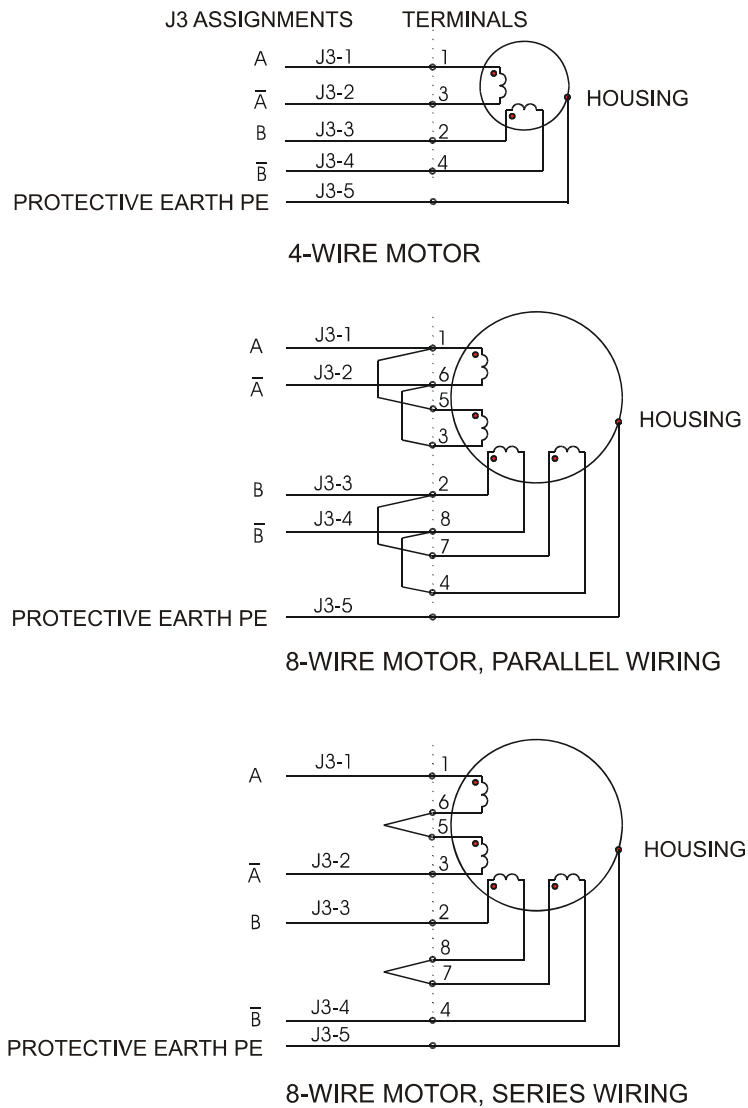 J3 ASSIGNMENTS TERMINALS
A J3-1 1
A̅ J3-2 3 HOUSING
B J3-3 2
B̅ J3-4 4
PROTECTIVE EARTH PE J3-5
4-WIRE MOTOR
A J3-1 1
A̅ J3-2 6
5
HOUSING
3
B J3-3 2
B̅ J3-4 8
7
4
PROTECTIVE EARTH PE J3-5
8-WIRE MOTOR, PARALLEL WIRING
A J3-1 1
6
5
HOUSING
A̅ J3-2 3
B J3-3 2
8
7
B̅ J3-4 4
PROTECTIVE EARTH PE J3-5
8-WIRE MOTOR, SERIES WIRING